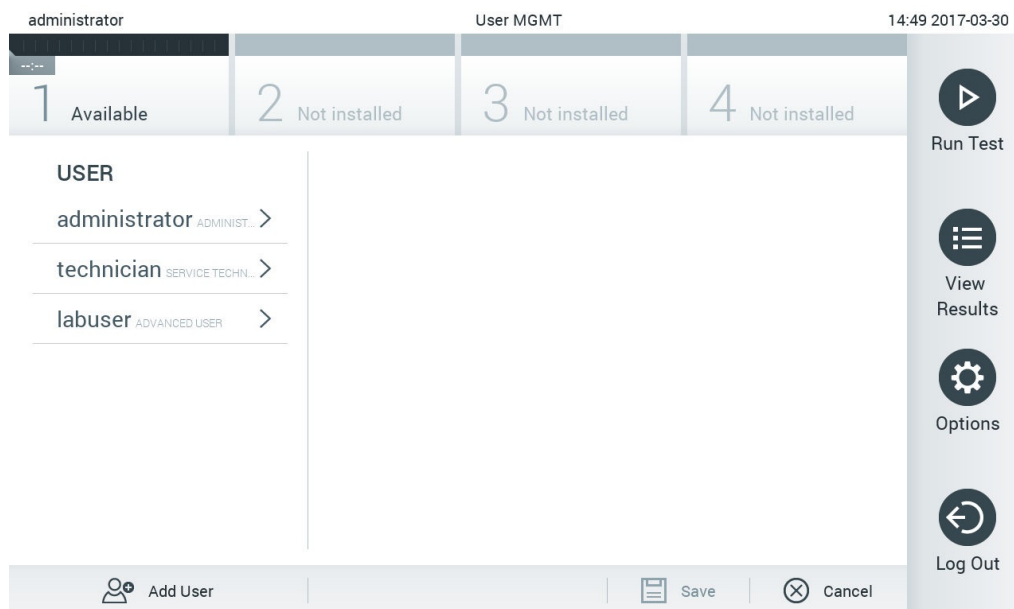 administrator User MGMT 14:49 2017-03-30
--:--
1 Available 2 Not installed 3 Not installed 4 Not installed
Run Test
USER
administrator ADMINIST...
technician SERVICE TECHN...
labuser ADVANCED USER
View
Results
Options
Log Out
Add User Save Cancel